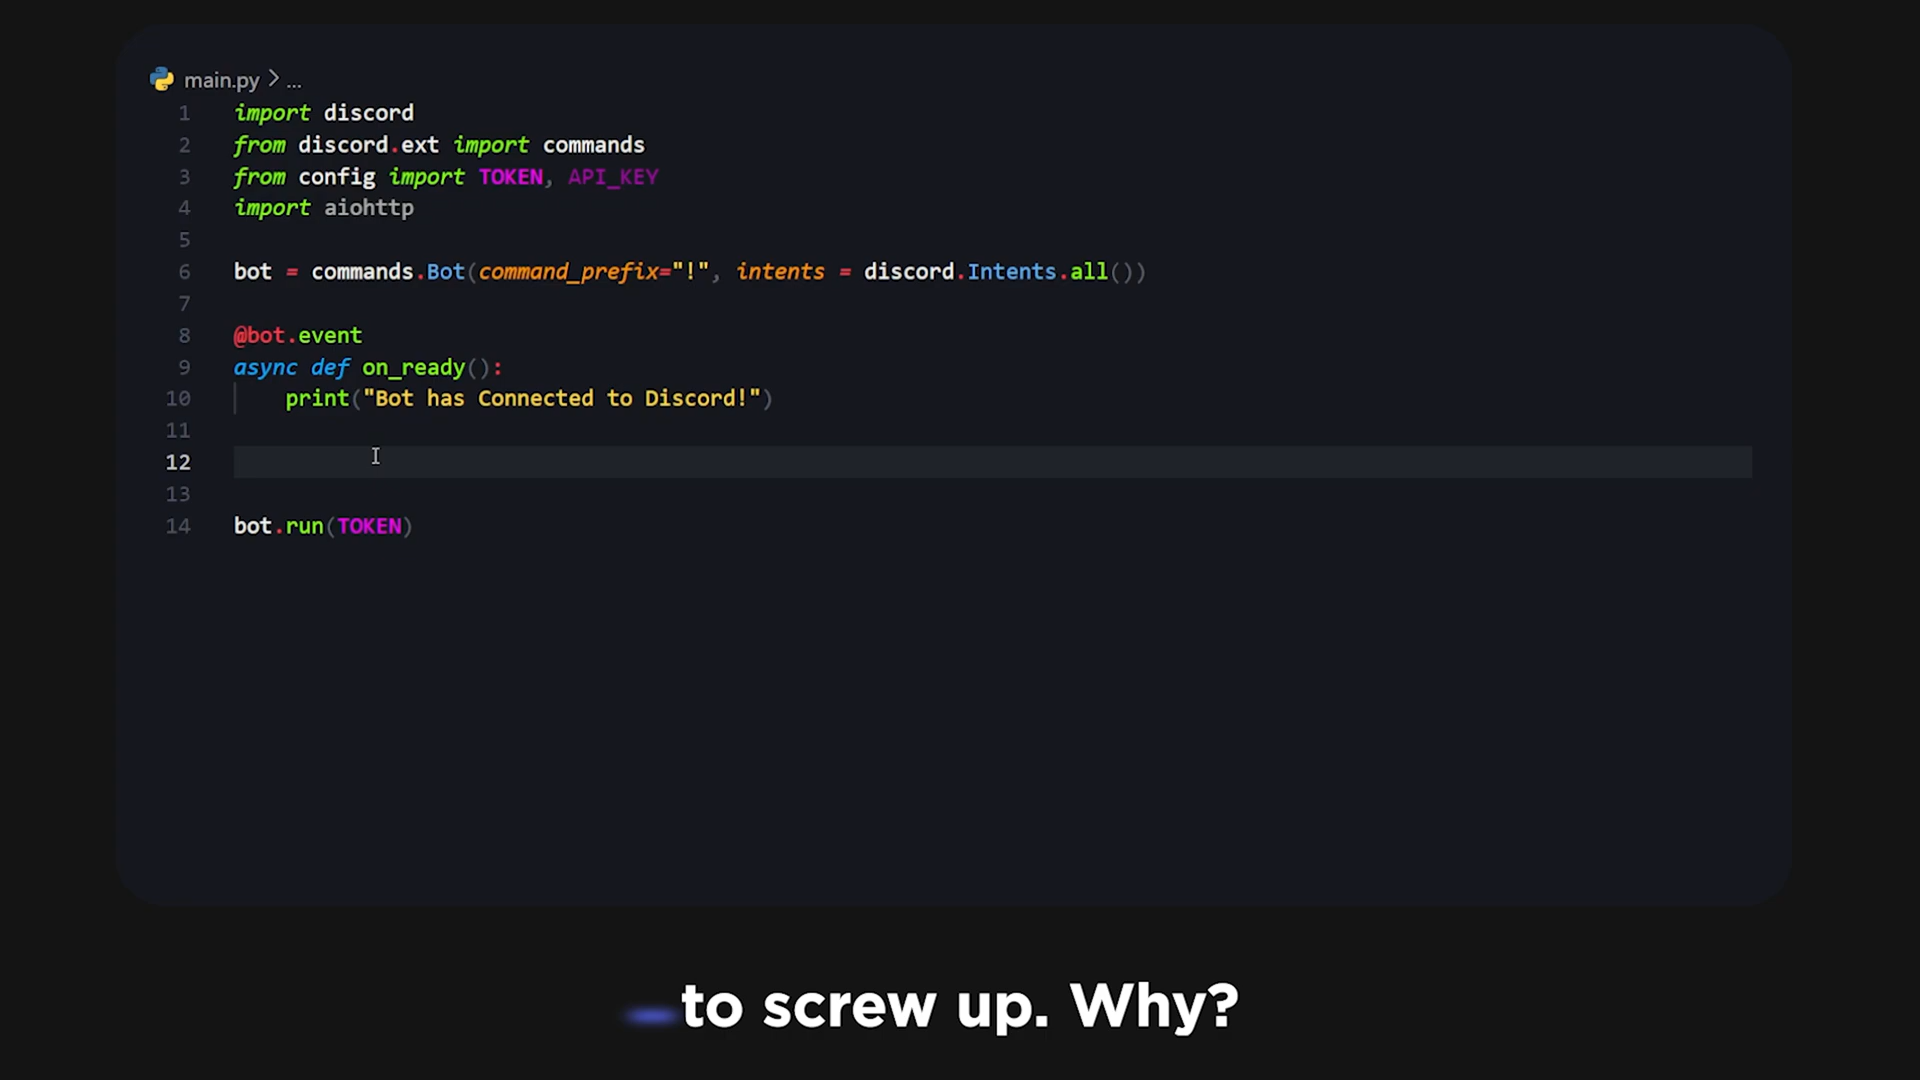 main.py > ...
1 import discord
2 from discord.ext import commands
3 from config import TOKEN, API_KEY
4 import aiohttp
5
6 bot = commands.Bot(command_prefix="!", intents = discord.Intents.all())
7
8 @bot.event
9 async def on_ready():
10     print("Bot has Connected to Discord!")
11
12
13
14 bot.run(TOKEN)
to screw up. Why?